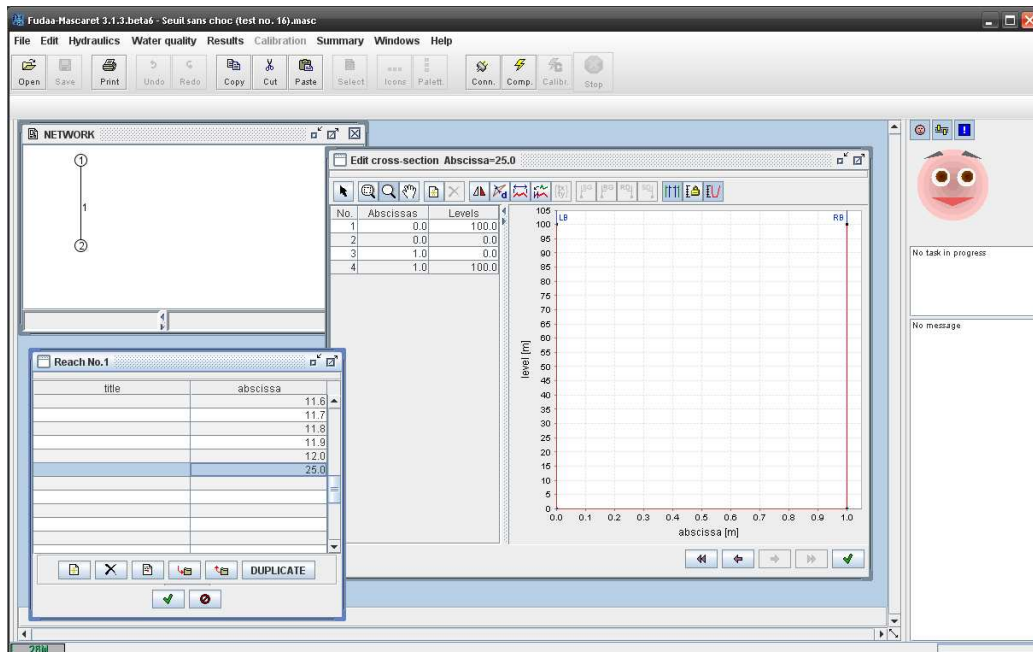 Fudaa-Mascaret 3.1.3.beta6 - Seuil sans choc (test no. 16).masc
File Edit Hydraulics Water quality Results Calibration Summary Windows Help
Open Save Print Undo Redo Copy Cut Paste Select Icons Palett. Conn. Comp. Calibr. Stop
NETWORK
1
1
2
Edit cross-section Abscissa=25.0
No. Abscissas Levels
1 0.0 100.0
2 0.0 0.0
3 1.0 0.0
4 1.0 100.0
LB
RB
level [m]
105
100
95
90
85
80
75
70
65
60
55
50
45
40
35
30
25
20
15
10
5
0
0.0 0.1 0.2 0.3 0.4 0.5 0.6 0.7 0.8 0.9 1.0
abscissa [m]
Reach No.1
title abscissa
11.6
11.7
11.8
11.9
12.0
25.0
DUPLICATE
No task in progress
No message